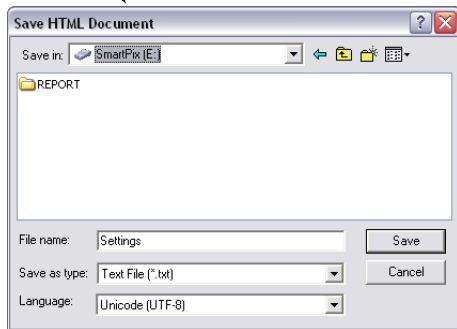 Save HTML Document
Save in: SmartPix (E:)
REPORT
File name: Settings Save
Save as type: Text File (*.txt) Cancel
Language: Unicode (UTF-8)